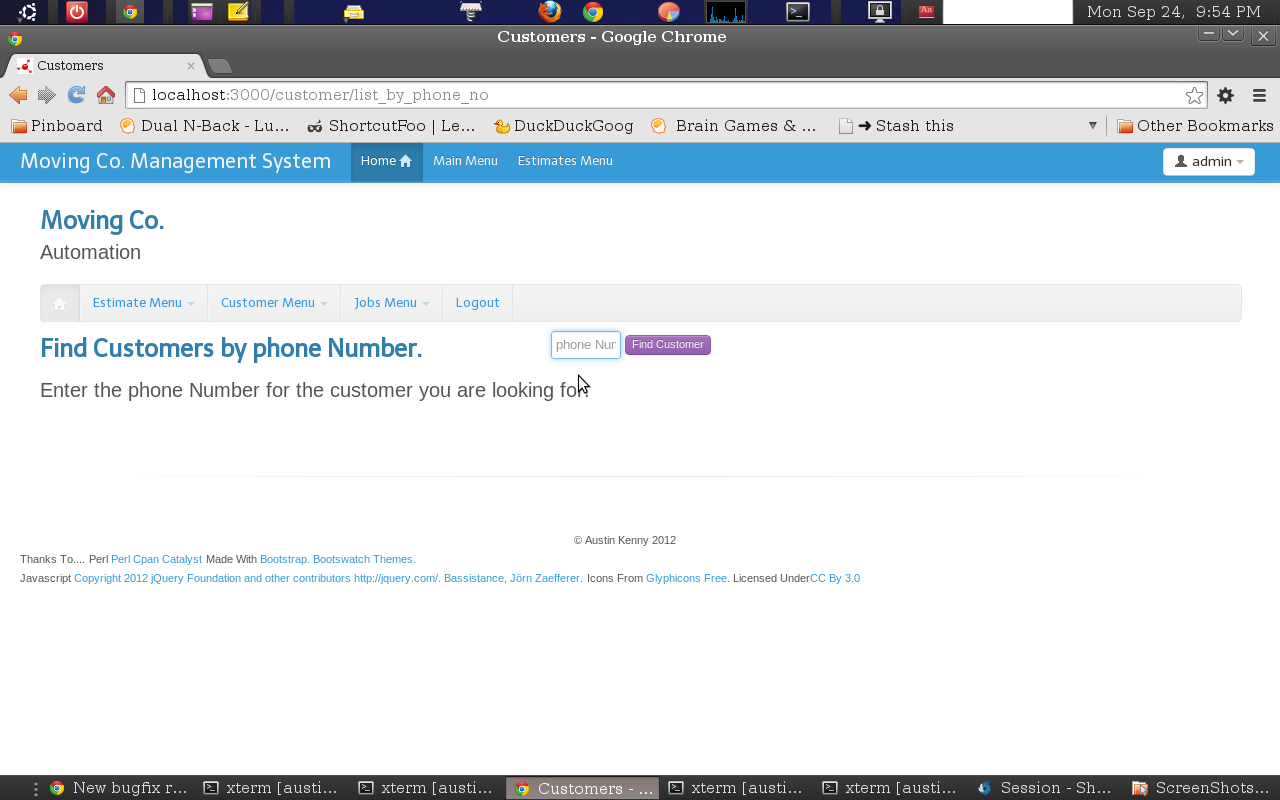 Mon Sep 24, 9:54 PM
Customers - Google Chrome
Customers
localhost:3000/customer/list_by_phone_no
Pinboard Dual N-Back - Lu... ShortcutFoo | Le... DuckDuckGoog Brain Games & ... ➜ Stash this Other Bookmarks
Moving Co. Management System Home Main Menu Estimates Menu admin
Moving Co.
Automation
Estimate Menu Customer Menu Jobs Menu Logout
Find Customers by phone Number. phone Nur Find Customer
Enter the phone Number for the customer you are looking for
© Austin Kenny 2012
Thanks To.... Perl Perl Cpan Catalyst Made With Bootstrap. Bootswatch Themes.
Javascript Copyright 2012 jQuery Foundation and other contributors http://jquery.com/. Bassistance, Jörn Zaefferer. Icons From Glyphicons Free. Licensed UnderCC By 3.0
New bugfix r... xterm [austi... xterm [austi... Customers - ... xterm [austi... xterm [austi... Session - Sh... ScreenShots...